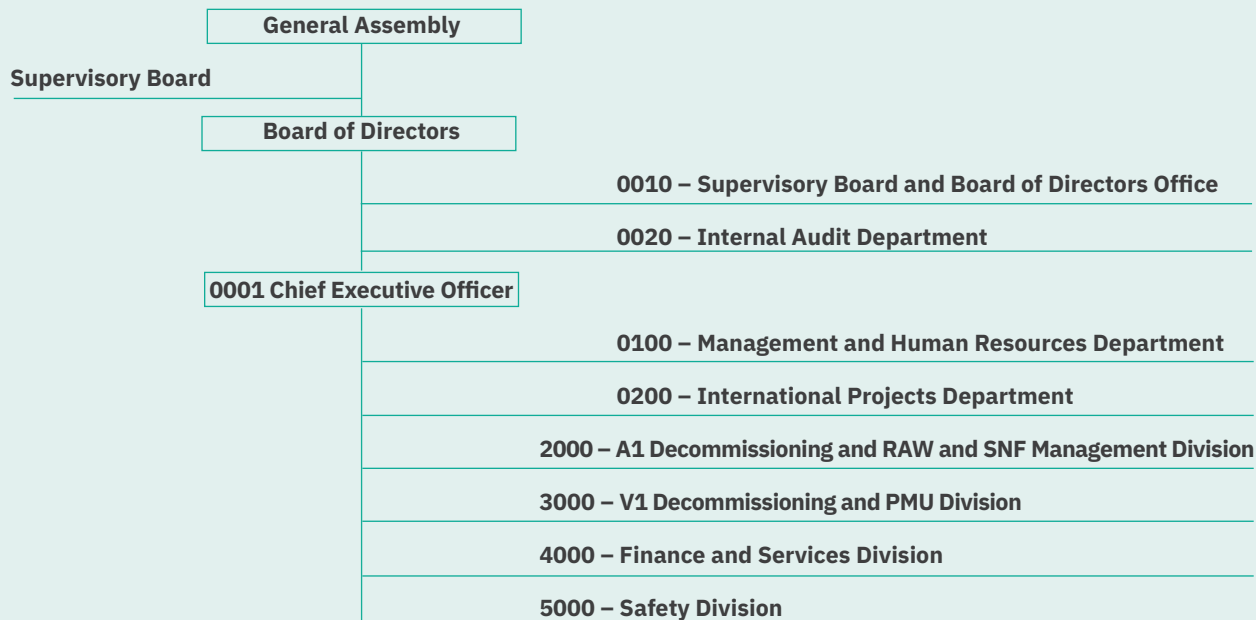 General Assembly
Supervisory Board
Board of Directors
0010 – Supervisory Board and Board of Directors Office
0020 – Internal Audit Department
0001 Chief Executive Officer
0100 – Management and Human Resources Department
0200 – International Projects Department
2000 – A1 Decommissioning and RAW and SNF Management Division
3000 – V1 Decommissioning and PMU Division
4000 – Finance and Services Division
5000 – Safety Division